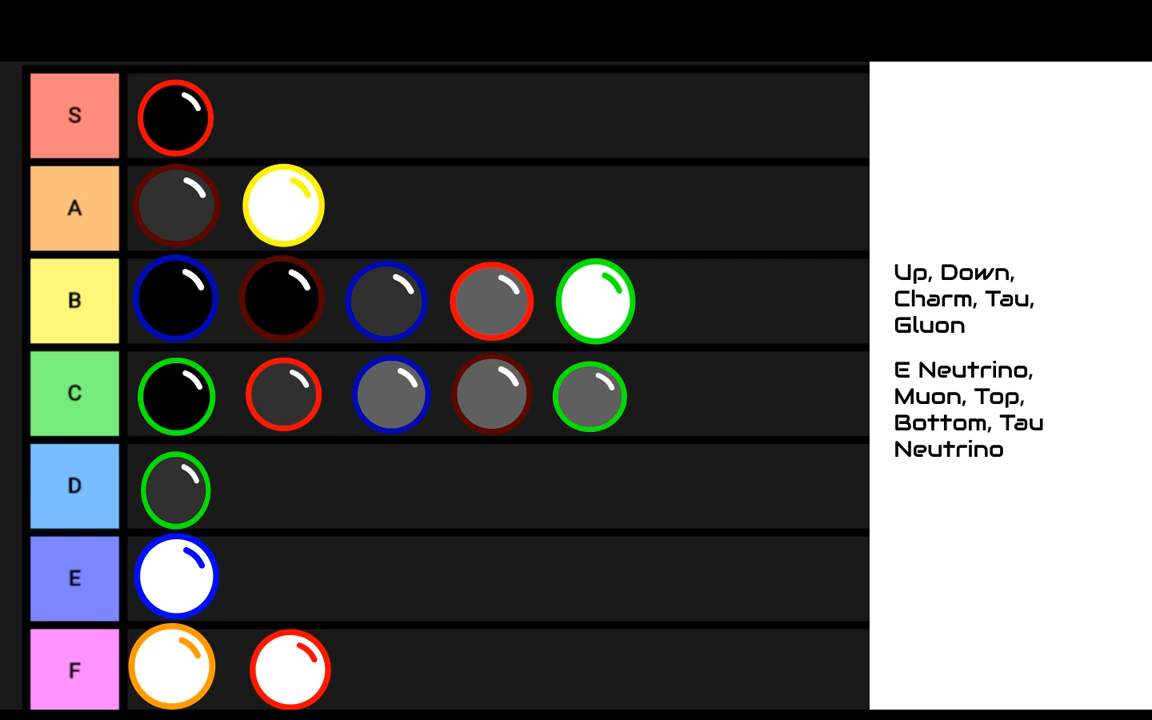 S
A
B
C
D
E
F
Up, Down,
Charm, Tau,
Gluon
E Neutrino,
Muon, Top,
Bottom, Tau
Neutrino